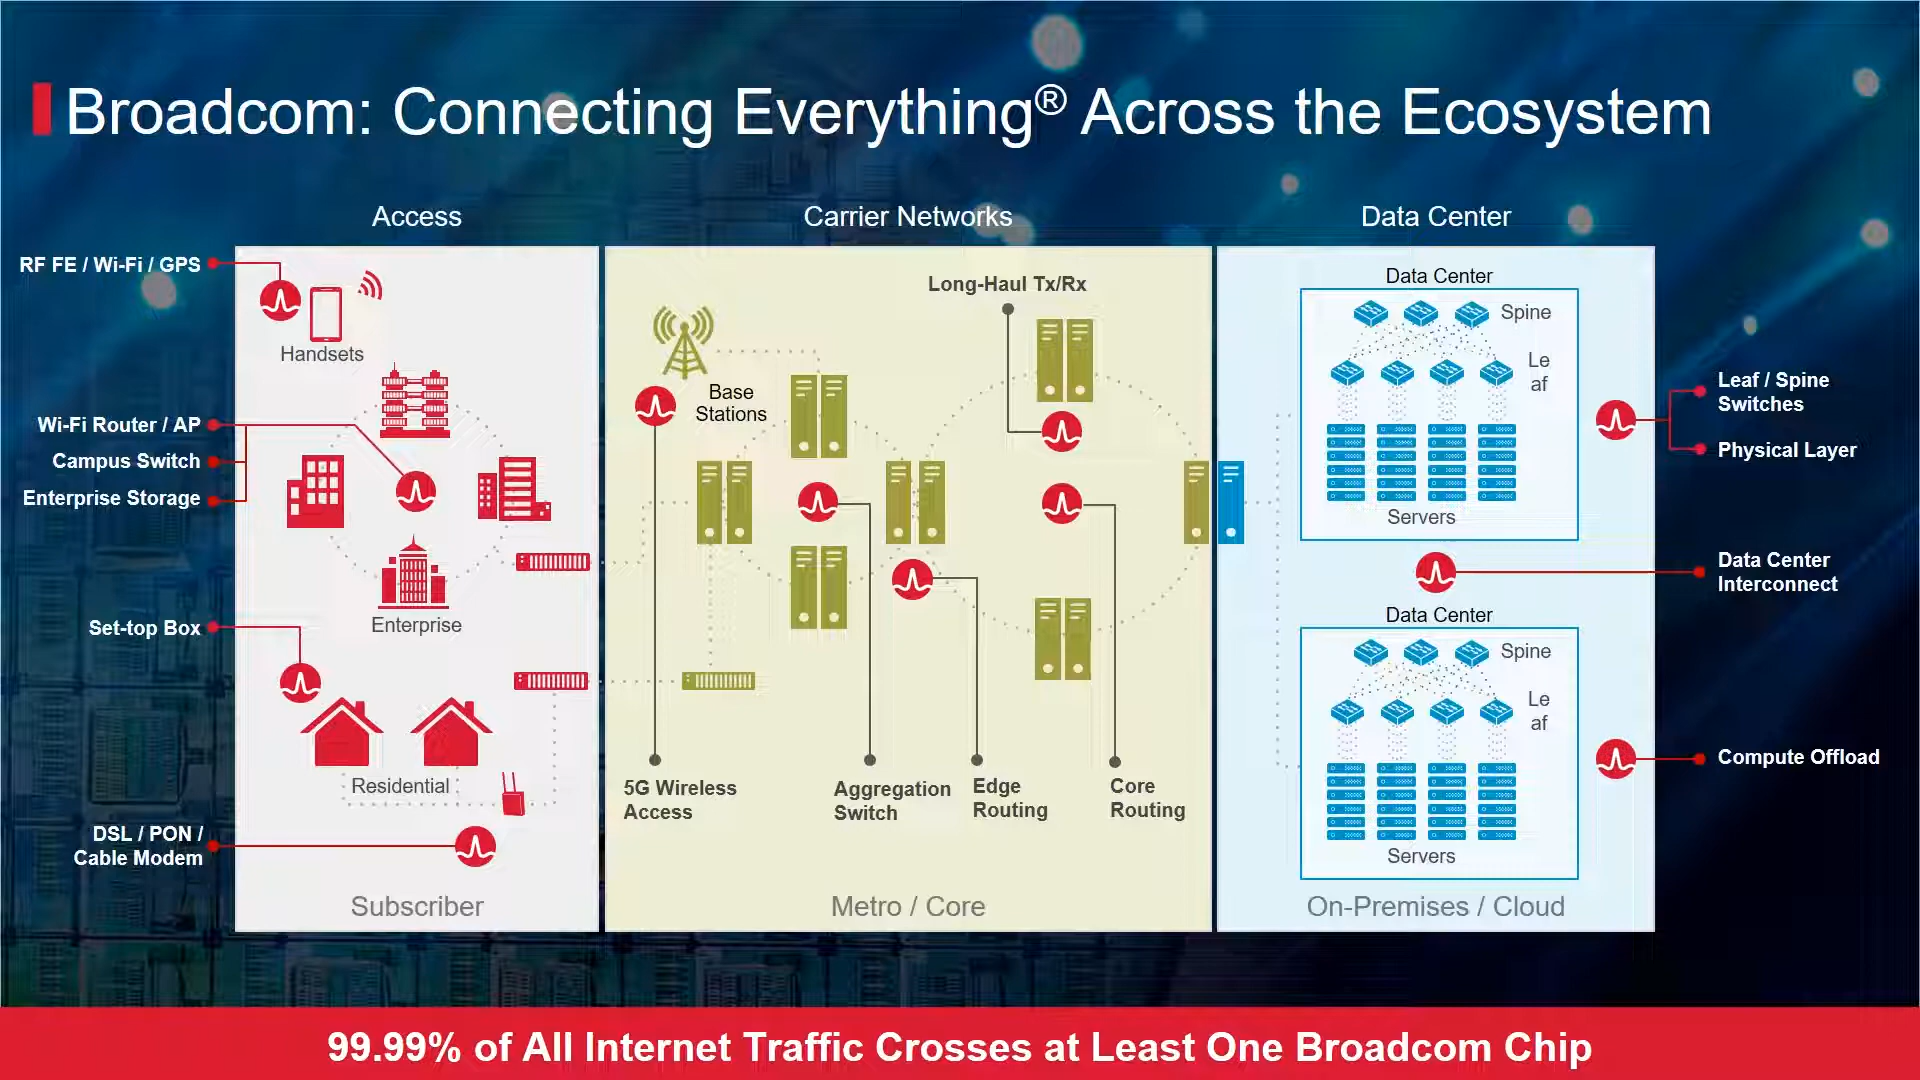 Broadcom: Connecting Everything® Across the Ecosystem
Access
Carrier Networks
Data Center
RF FE / Wi-Fi / GPS
Handsets
Wi-Fi Router / AP
Campus Switch
Enterprise Storage
Enterprise
Set-top Box
Residential
DSL / PON /
Cable Modem
Subscriber
Long-Haul Tx/Rx
Base
Stations
5G Wireless
Access
Aggregation
Switch
Edge
Routing
Core
Routing
Metro / Core
Data Center
Spine
Le
af
Servers
Data Center
Spine
Le
af
Servers
On-Premises / Cloud
Leaf / Spine
Switches
Physical Layer
Data Center
Interconnect
Compute Offload
99.99% of All Internet Traffic Crosses at Least One Broadcom Chip